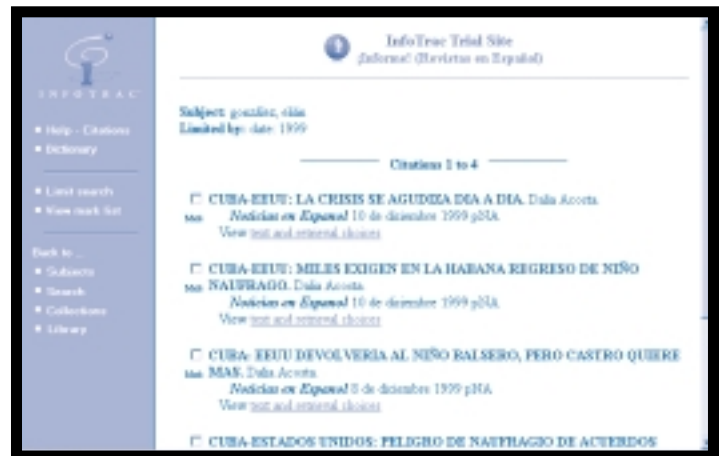 INFOTRAC
Help - Citations
Dictionary
Limit search
View mark list
Back to ...
Subjects
Search
Collections
Library
InfoTrac Trial Site
¡Informe! (Revistas en Español)
Subject: gonzález, elián
Limited by: date: 1999
Citations 1 to 4
CUBA-EEUU: LA CRISIS SE AGUDIZA DIA A DIA. Dalia Acosta.
Mark Noticias en Espanol 10 de diciembre 1999 pNA
View text and retrieval choices
CUBA-EEUU: MILES EXIGEN EN LA HABANA REGRESO DE NIÑO
Mark NAUFRAGO. Dalia Acosta.
Noticias en Espanol 10 de diciembre 1999 pNA
View text and retrieval choices
CUBA: EEUU DEVOLVERIA AL NIÑO BALSERO, PERO CASTRO QUIERE
Mark MAS. Dalia Acosta.
Noticias en Espanol 8 de diciembre 1999 pNA
View text and retrieval choices
CUBA-ESTADOS UNIDOS: PELIGRO DE NAUFRAGIO DE ACUERDOS